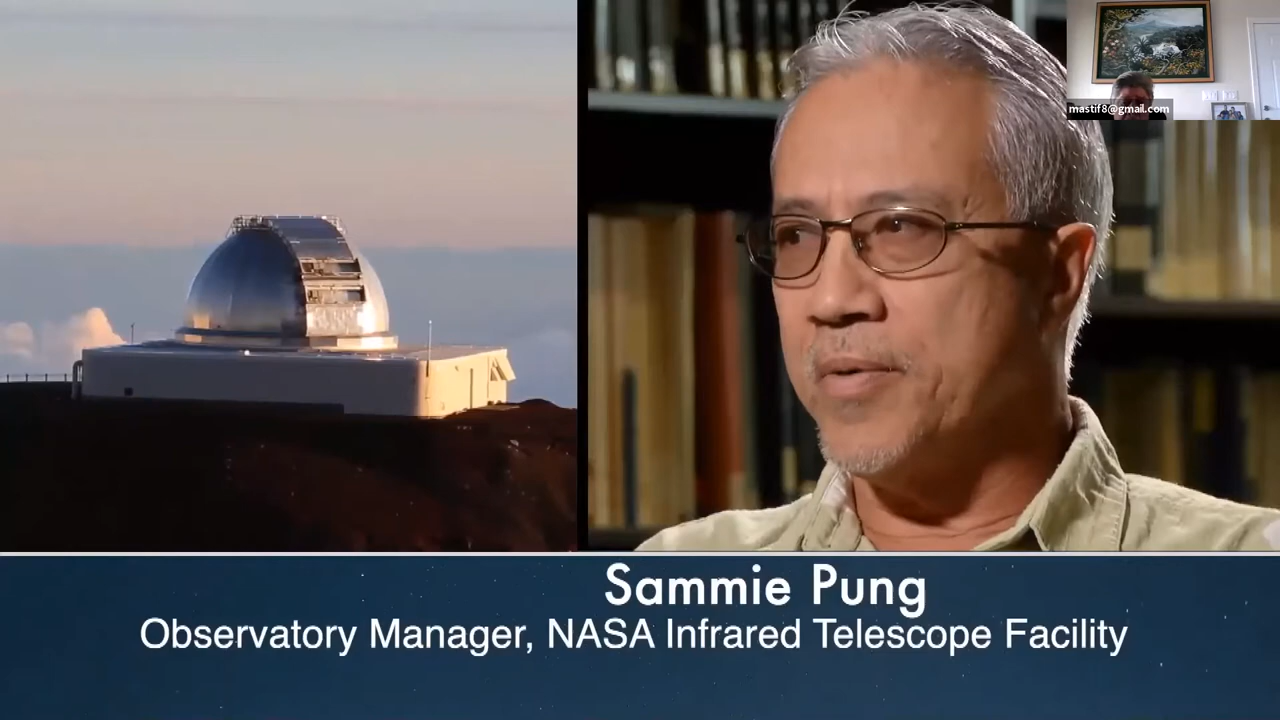 mastif8@gmail.com
Sammie Pung
Observatory Manager, NASA Infrared Telescope Facility